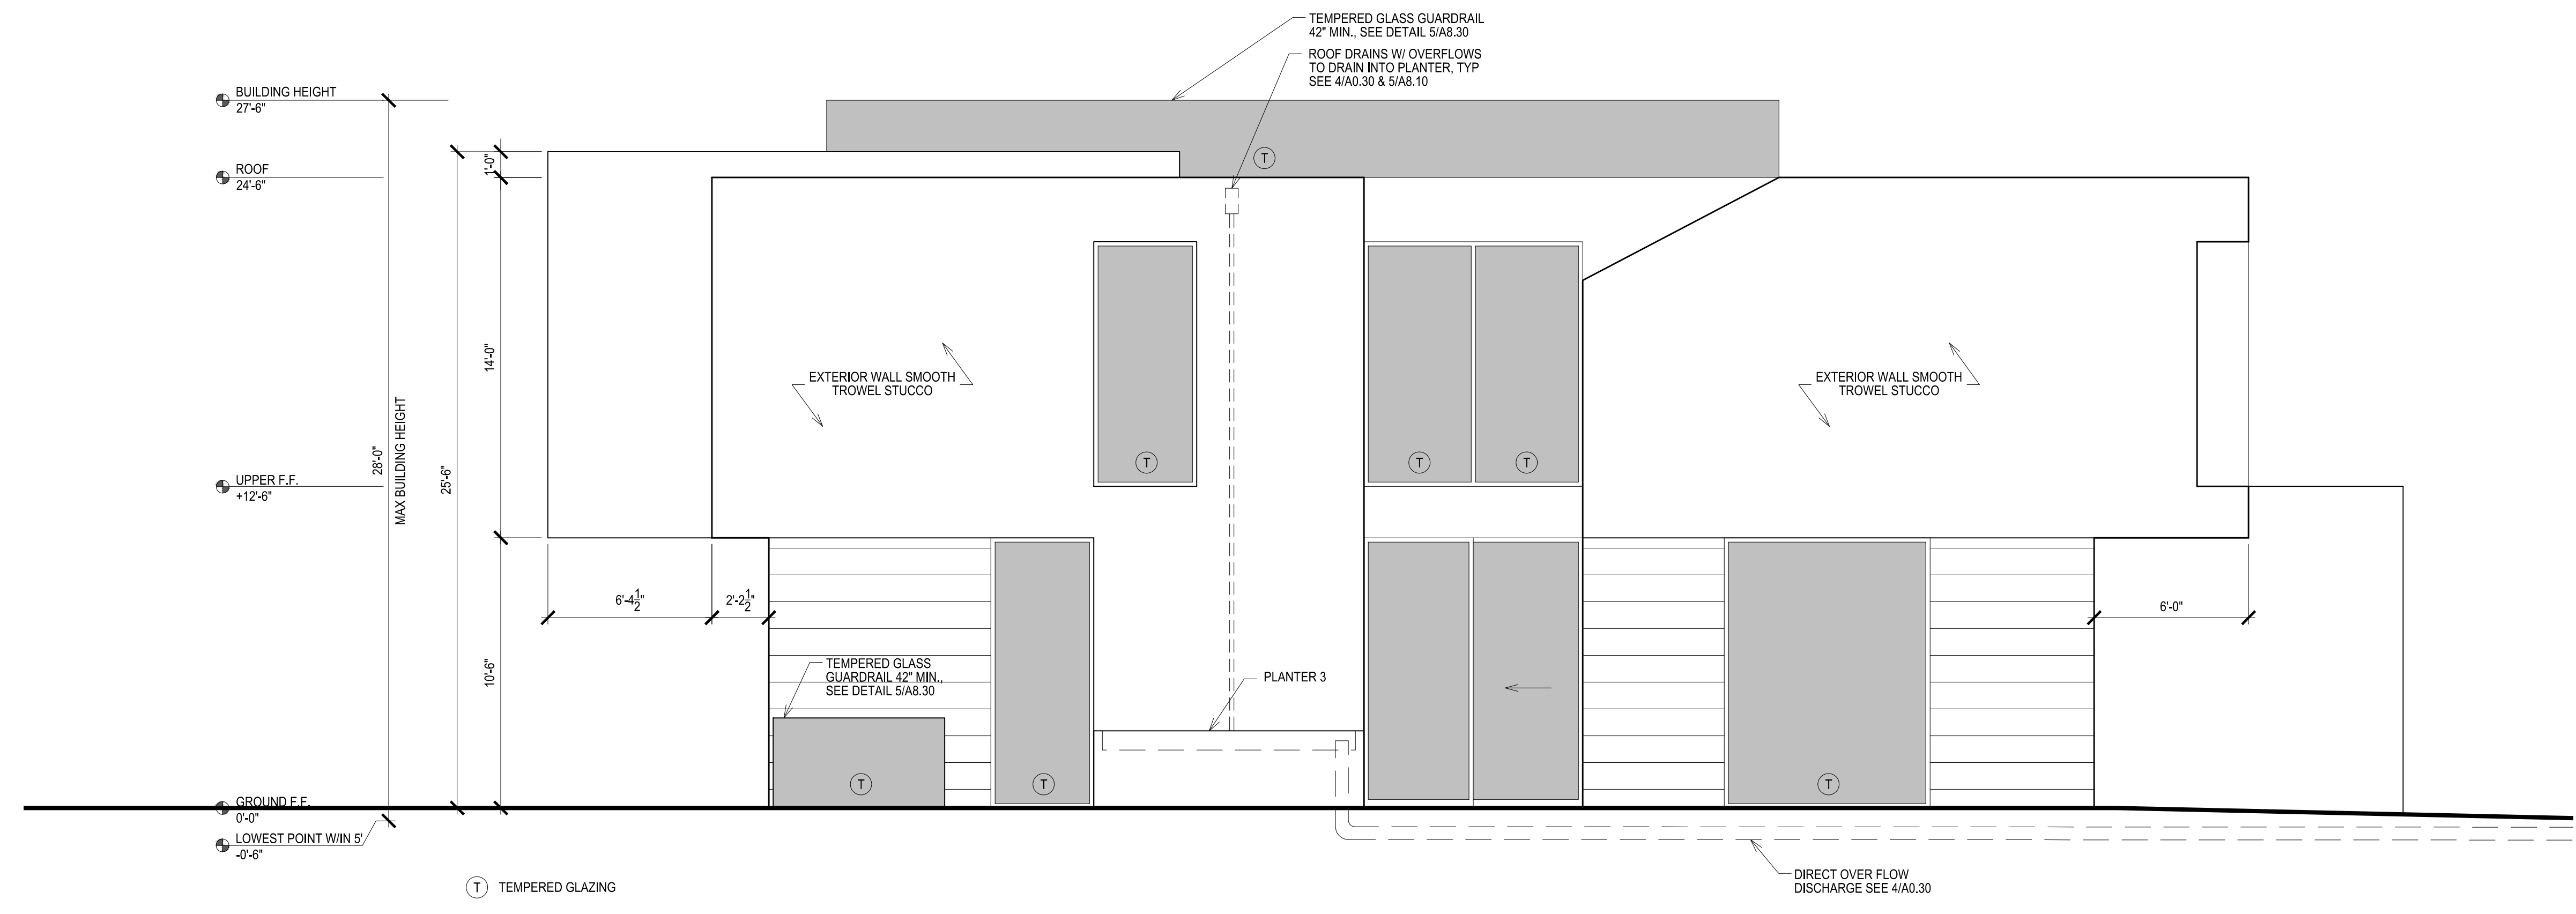 TEMPERED GLASS GUARDRAIL
42" MIN., SEE DETAIL 5/A8.30
ROOF DRAINS W/ OVERFLOWS
TO DRAIN INTO PLANTER, TYP
SEE 4/A0.30 & 5/A8.10
BUILDING HEIGHT
27'-6"
ROOF
24'-6"
UPPER F.F.
+12'-6"
GROUND F.F.
0'-0"
LOWEST POINT W/IN 5'
-0'-6"
28'-0"
MAX BUILDING HEIGHT
25'-6"
1'-0"
14'-0"
10'-6"
T
EXTERIOR WALL SMOOTH
TROWEL STUCCO
T
T
T
EXTERIOR WALL SMOOTH
TROWEL STUCCO
6'-4 1/2"
2'-2 1/2"
6'-0"
TEMPERED GLASS
GUARDRAIL 42" MIN.,
SEE DETAIL 5/A8.30
PLANTER 3
T
T
T
DIRECT OVER FLOW
DISCHARGE SEE 4/A0.30
T TEMPERED GLAZING